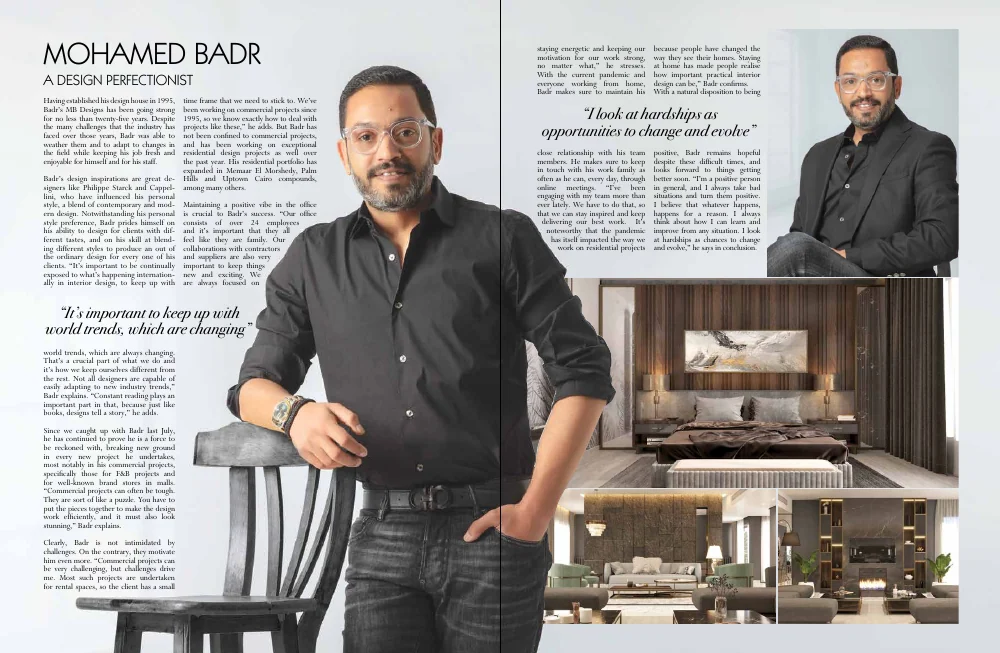 MOHAMED BADR
A DESIGN PERFECTIONIST
Having established his design house in 1995,
Badr's MB Designs has been going strong
for no less than twenty-five years. Despite
the many challenges that the industry has
faced over those years, Badr was able to
weather them and to adapt to changes in
the field while keeping his job fresh and
enjoyable for himself and for his staff.
Badr's design inspirations are great de-
signers like Philippe Starck and Cappel-
lini, who have influenced his personal
style, a blend of contemporary and mod-
ern design. Notwithstanding his personal
style preference, Badr prides himself on
his ability to design for clients with dif-
ferent tastes, and on his skill at blend-
ing different styles to produce an out of
the ordinary design for every one of his
clients. “It's important to be continually
exposed to what's happening internation-
ally in interior design, to keep up with
“It's important to keep up with
world trends, which are changing”
world trends, which are always changing.
That's a crucial part of what we do and
it's how we keep ourselves different from
the rest. Not all designers are capable of
easily adapting to new industry trends,”
Badr explains. “Constant reading plays an
important part in that, because just like
books, designs tell a story,” he adds.
Since we caught up with Badr last July,
he has continued to prove he is a force to
be reckoned with, breaking new ground
in every new project he undertakes,
most notably in his commercial projects,
specifically those for F&B projects and
for well-known brand stores in malls.
“Commercial projects can often be tough.
They are sort of like a puzzle. You have to
put the pieces together to make the design
work efficiently, and it must also look
stunning,” Badr explains.
Clearly, Badr is not intimidated by
challenges. On the contrary, they motivate
him even more. “Commercial projects can
be very challenging, but challenges drive
me. Most such projects are undertaken
for rental spaces, so the client has a small
time frame that we need to stick to. We've
been working on commercial projects since
1995, so we know exactly how to deal with
projects like these,” he adds. But Badr has
not been confined to commercial projects,
and has been working on exceptional
residential design projects as well over
the past year. His residential portfolio has
expanded in Memaar El Morshedy, Palm
Hills and Uptown Cairo compounds,
among many others.
Maintaining a positive vibe in the office
is crucial to Badr's success. “Our office
consists of over 24 employees
and it's important that they all
feel like they are family. Our
collaborations with contractors
and suppliers are also very
important to keep things
new and exciting. We
are always focused on
staying energetic and keeping our
motivation for our work strong,
no matter what,” he stresses.
With the current pandemic and
everyone working from home,
Badr makes sure to maintain his
“I look at hardships as
opportunities to change and evolve”
close relationship with his team
members. He makes sure to keep
in touch with his work family as
often as he can, every day, through
online meetings. “I've been
engaging with my team more than
ever lately. We have to do that, so
that we can stay inspired and keep
delivering our best work. It's
noteworthy that the pandemic
has itself impacted the way we
work on residential projects
because people have changed the
way they see their homes. Staying
at home has made people realise
how important practical interior
design can be,” Badr confirms.
With a natural disposition to being
positive, Badr remains hopeful
despite these difficult times, and
looks forward to things getting
better soon. “I'm a positive person
in general, and I always take bad
situations and turn them positive.
I believe that whatever happens,
happens for a reason. I always
think about how I can learn and
improve from any situation. I look
at hardships as chances to change
and evolve,” he says in conclusion.